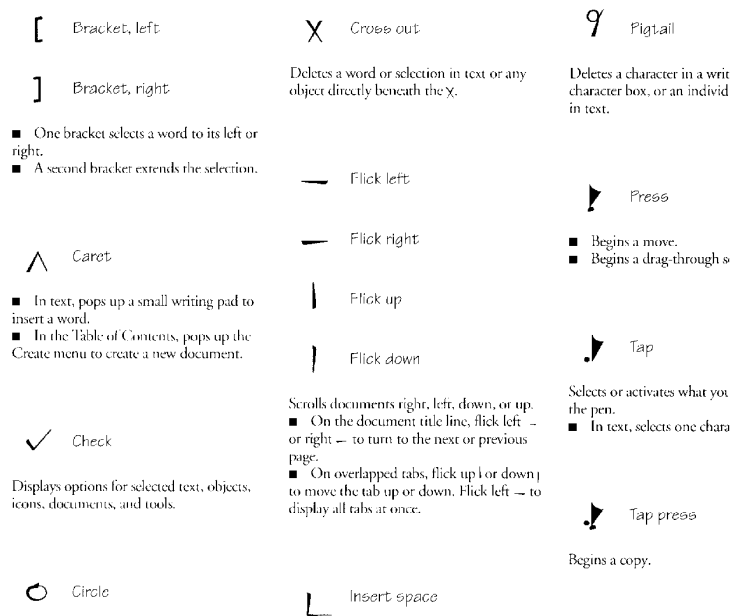 [ Bracket, left
] Bracket, right
■ One bracket selects a word to its left or
right.
■ A second bracket extends the selection.
Caret
■ In text, pops up a small writing pad to
insert a word.
■ In the Table of Contents, pops up the
Create menu to create a new document.
Check
Displays options for selected text, objects,
icons, documents, and tools.
Circle
X Cross out
Deletes a word or selection in text or any
object directly beneath the X.
Flick left
Flick right
Flick up
Flick down
Scrolls documents right, left, down, or up.
■ On the document title line, flick left –
or right – to turn to the next or previous
page.
■ On overlapped tabs, flick up | or down |
to move the tab up or down. Flick left — to
display all tabs at once.
Insert space
Pigtail
Deletes a character in a writ
character box, or an individ
in text.
Press
■ Begins a move.
■ Begins a drag-through s
Tap
Selects or activates what you
the pen.
■ In text, selects one chara
Tap press
Begins a copy.